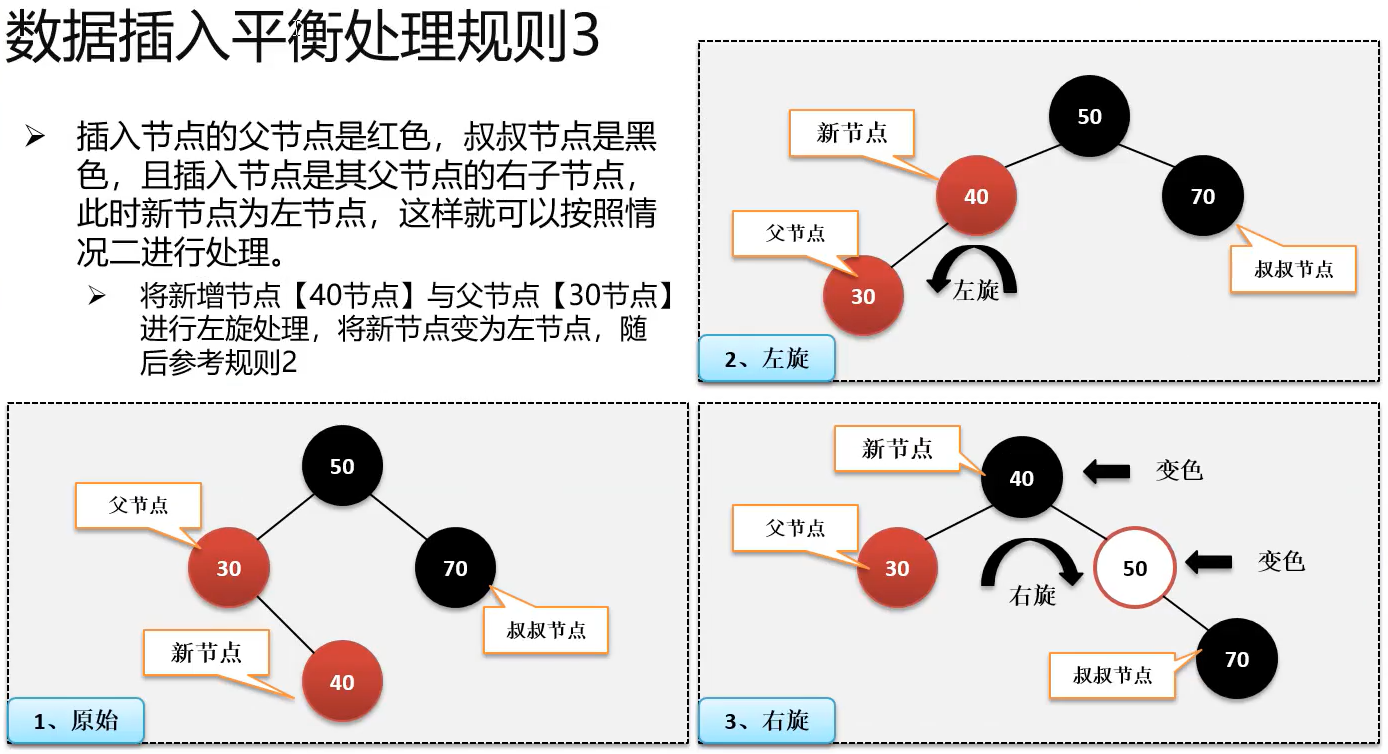 数据插入平衡处理规则3
插入节点的父节点是红色，叔叔节点是黑
色，且插入节点是其父节点的右子节点，
此时新节点为左节点，这样就可以按照情
况二进行处理。
将新增节点【40节点】与父节点【30节点】
进行左旋处理，将新节点变为左节点，随
后参考规则2
50
新节点
40
70
父节点
叔叔节点
30
左旋
2、左旋
50
父节点
30
70
叔叔节点
新节点
40
1、原始
新节点
40
变色
父节点
30
50
变色
右旋
叔叔节点
70
3、右旋